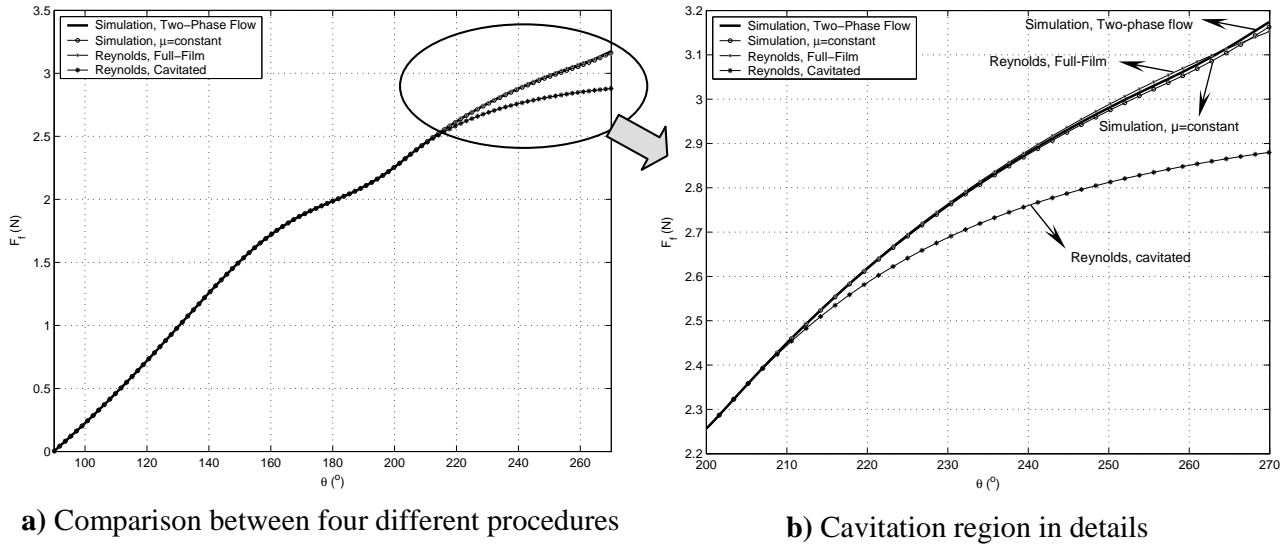 Simulation, Two−Phase Flow
Simulation, μ=constant
Reynolds, Full−Film
Reynolds, Cavitated
3.5
3
2.5
2
1.5
1
0.5
0
F_f (N)
100 120 140 160 180 200 220 240 260
θ (°)
a) Comparison between four different procedures
Simulation, Two−Phase Flow
Simulation, μ=constant
Reynolds, Full−Film
Reynolds, Cavitated
Simulation, Two−phase flow
Reynolds, Full−Film
Simulation, μ=constant
Reynolds, cavitated
3.2
3.1
3
2.9
2.8
2.7
2.6
2.5
2.4
2.3
2.2
F_f (N)
200 210 220 230 240 250 260 270
θ (°)
b) Cavitation region in details